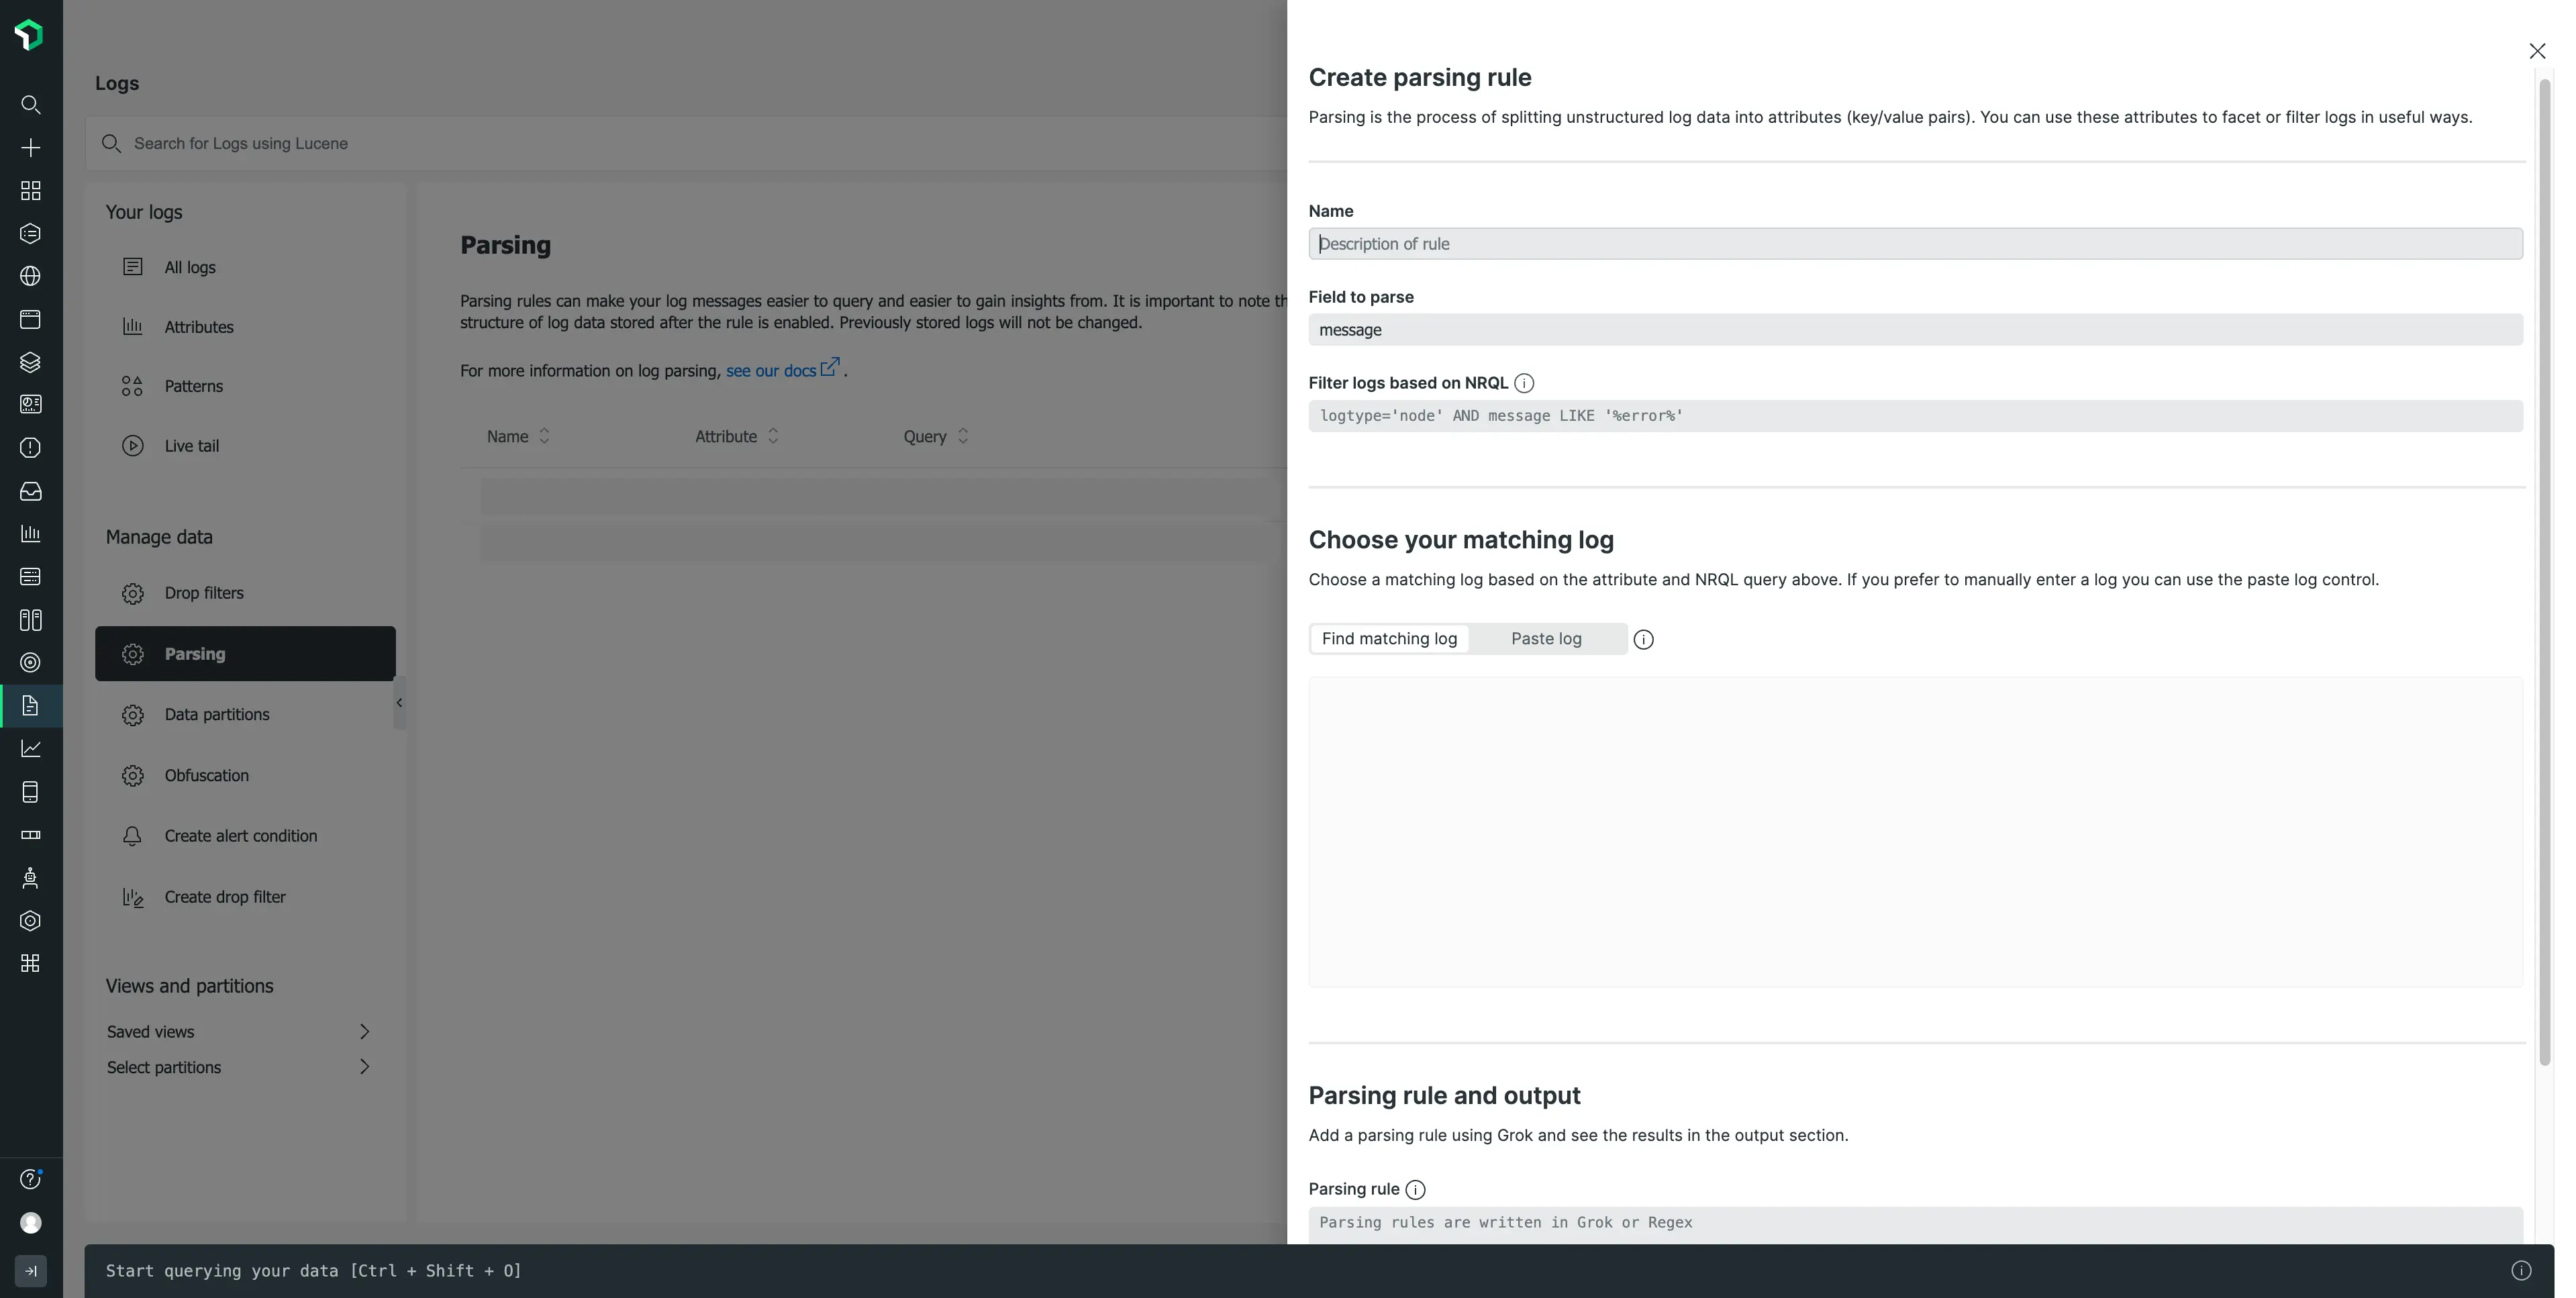 Logs
Search for Logs using Lucene
Your logs
All logs
Attributes
Patterns
Live tail
Manage data
Drop filters
Parsing
Data partitions
Obfuscation
Create alert condition
Create drop filter
Views and partitions
Saved views
Select partitions
Parsing
Parsing rules can make your log messages easier to query and easier to gain insights from. It is important to note
structure of log data stored after the rule is enabled. Previously stored logs will not be changed.
For more information on log parsing, see our docs .
Name Attribute Query
Create parsing rule
Parsing is the process of splitting unstructured log data into attributes (key/value pairs). You can use these attributes to facet or filter logs in useful ways.
Name
Description of rule
Field to parse
message
Filter logs based on NRQL
logtype='node' AND message LIKE '%error%'
Choose your matching log
Choose a matching log based on the attribute and NRQL query above. If you prefer to manually enter a log you can use the paste log control.
Find matching log Paste log
Parsing rule and output
Add a parsing rule using Grok and see the results in the output section.
Parsing rule
Parsing rules are written in Grok or Regex
Start querying your data [Ctrl + Shift + O]